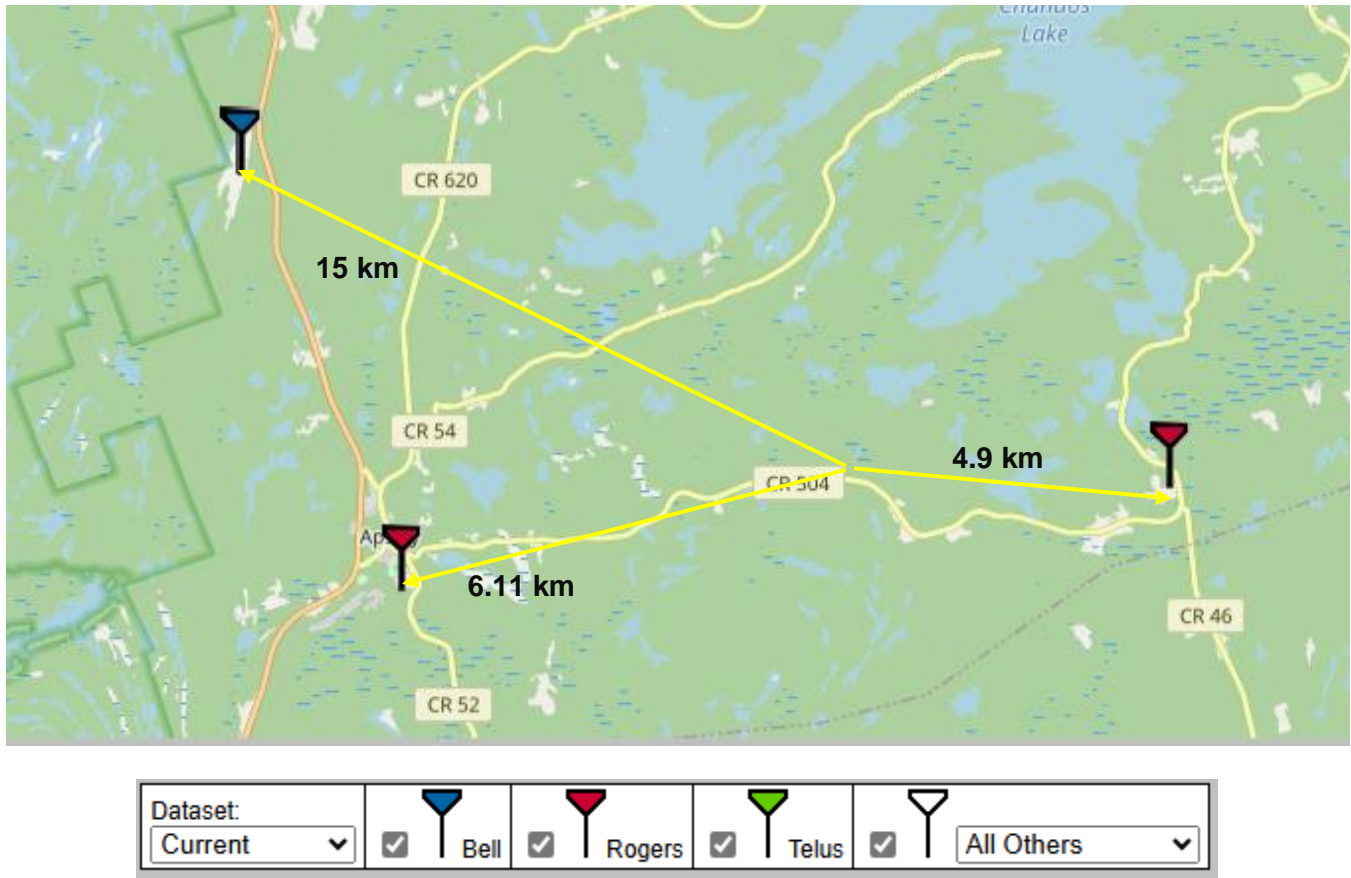 Chandos
Lake
CR 620
15 km
CR 54
4.9 km
CR 504
6.11 km
CR 46
CR 52
Dataset:
Current
Bell
Rogers
Telus
All Others